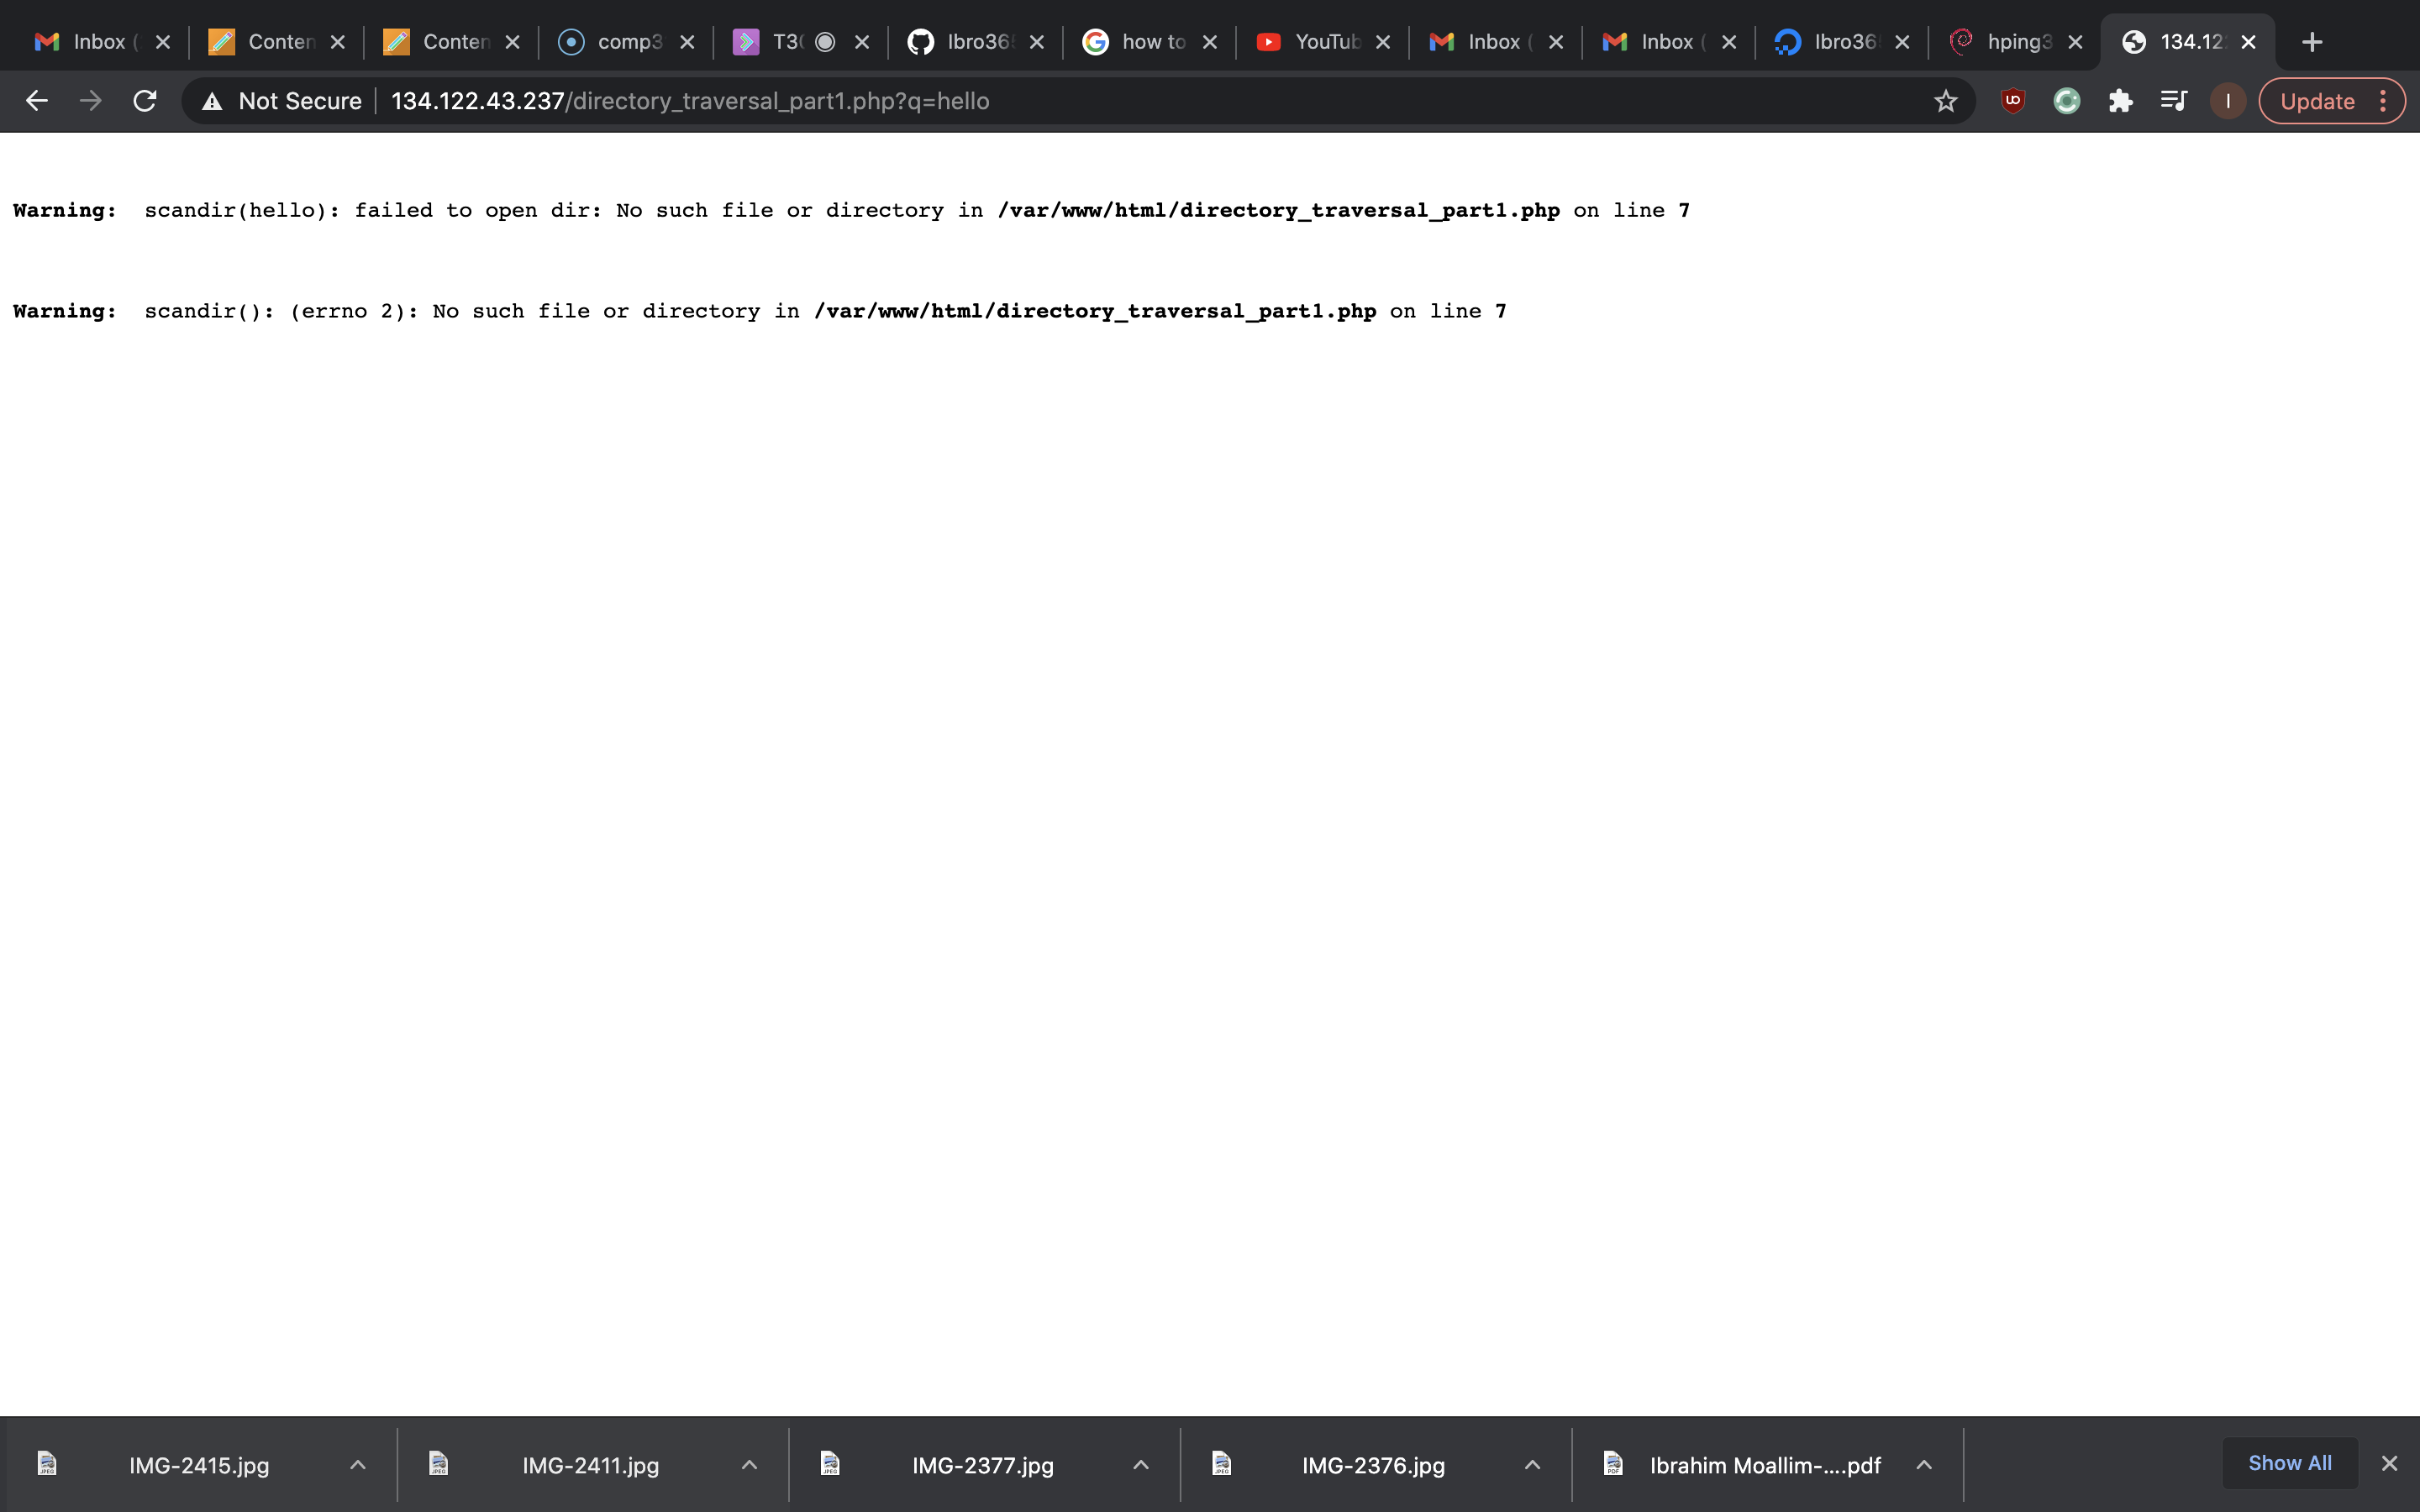 Inbox (
Conten
Conten
comp3
T3(
Ibro36
how to
YouTub
Inbox (
Inbox (
Ibro36
hping3
134.12
Not Secure
134.122.43.237/directory_traversal_part1.php?q=hello
I
Update
Warning:  scandir(hello): failed to open dir: No such file or directory in /var/www/html/directory_traversal_part1.php on line 7
Warning:  scandir(): (errno 2): No such file or directory in /var/www/html/directory_traversal_part1.php on line 7
IMG-2415.jpg
IMG-2411.jpg
IMG-2377.jpg
IMG-2376.jpg
Ibrahim Moallim-....pdf
Show All